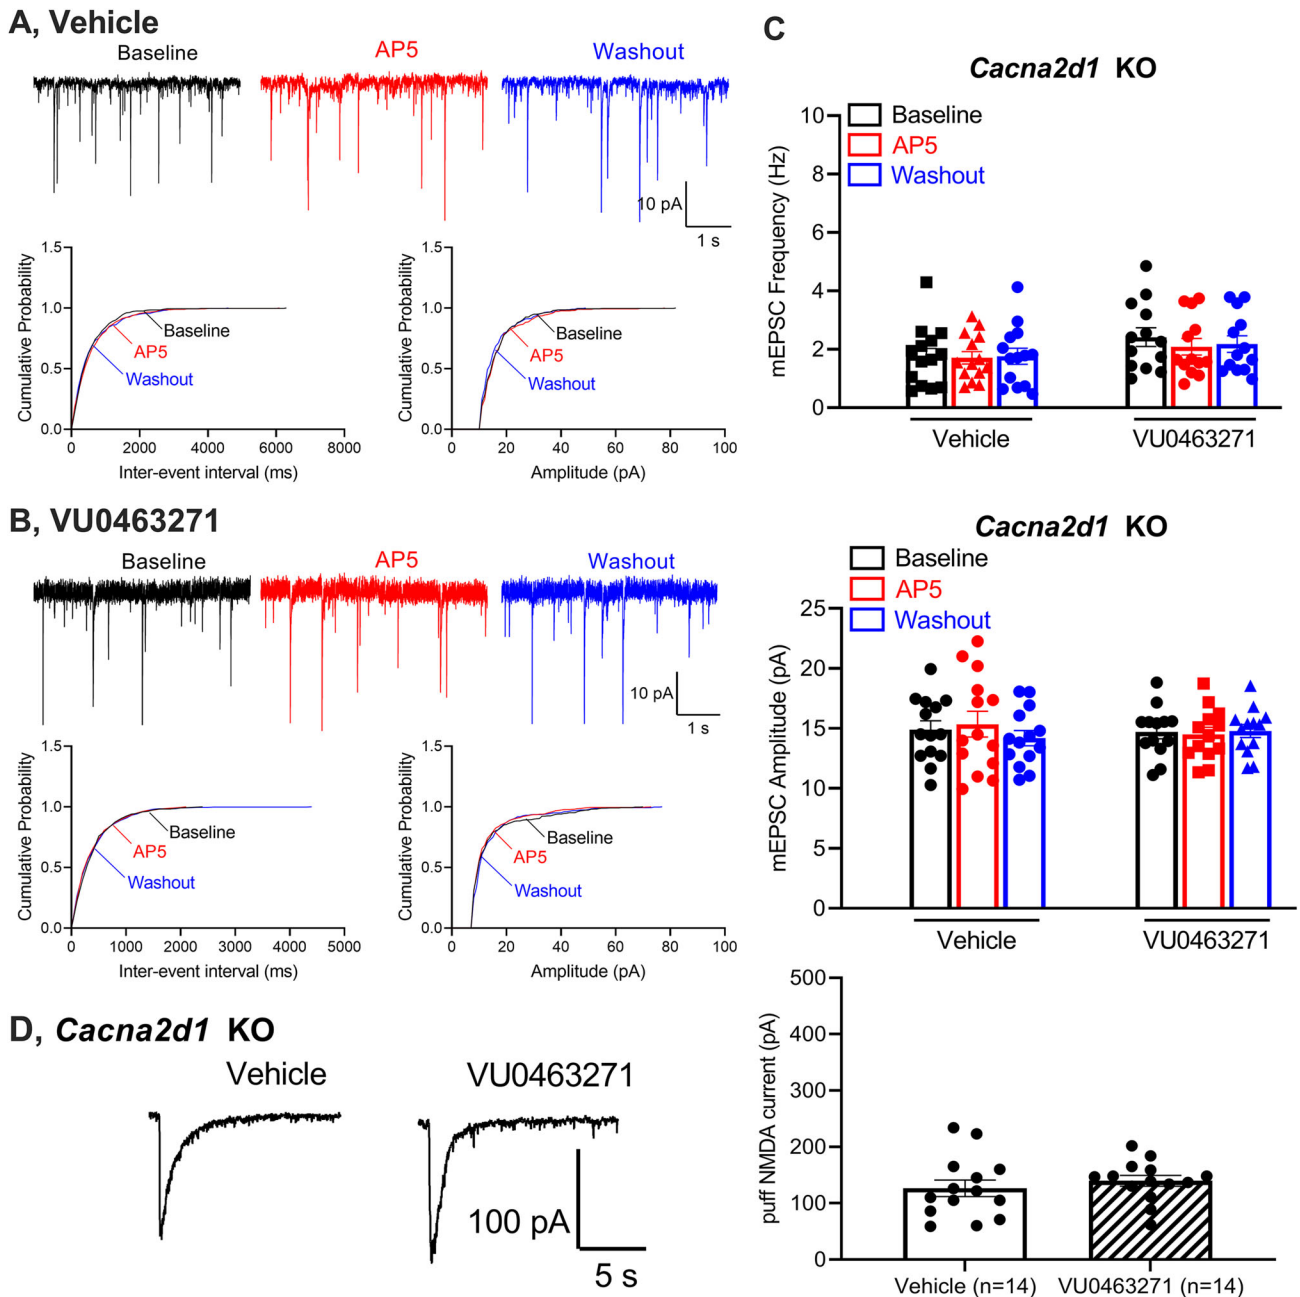 A, Vehicle
Baseline
AP5
Washout
10 pA
1 s
Cumulative Probability
1.5
1.0
0.5
0.0
Baseline
AP5
Washout
0 2000 4000 6000 8000
Inter-event interval (ms)
Cumulative Probability
1.5
1.0
0.5
0.0
Baseline
AP5
Washout
0 20 40 60 80 100
Amplitude (pA)
B, VU0463271
Baseline
AP5
Washout
10 pA
1 s
Cumulative Probability
1.5
1.0
0.5
0.0
Baseline
AP5
Washout
0 1000 2000 3000 4000 5000
Inter-event interval (ms)
Cumulative Probability
1.5
1.0
0.5
0.0
Baseline
AP5
Washout
0 20 40 60 80 100
Amplitude (pA)
C
Cacna2d1 KO
Baseline
AP5
Washout
mEPSC Frequency (Hz)
10
8
6
4
2
0
Vehicle VU0463271
Cacna2d1 KO
Baseline
AP5
Washout
mEPSC Amplitude (pA)
25
20
15
10
5
0
Vehicle VU0463271
D, Cacna2d1 KO
Vehicle
VU0463271
100 pA
5 s
puff NMDA current (pA)
500
400
300
200
100
0
Vehicle (n=14) VU0463271 (n=14)